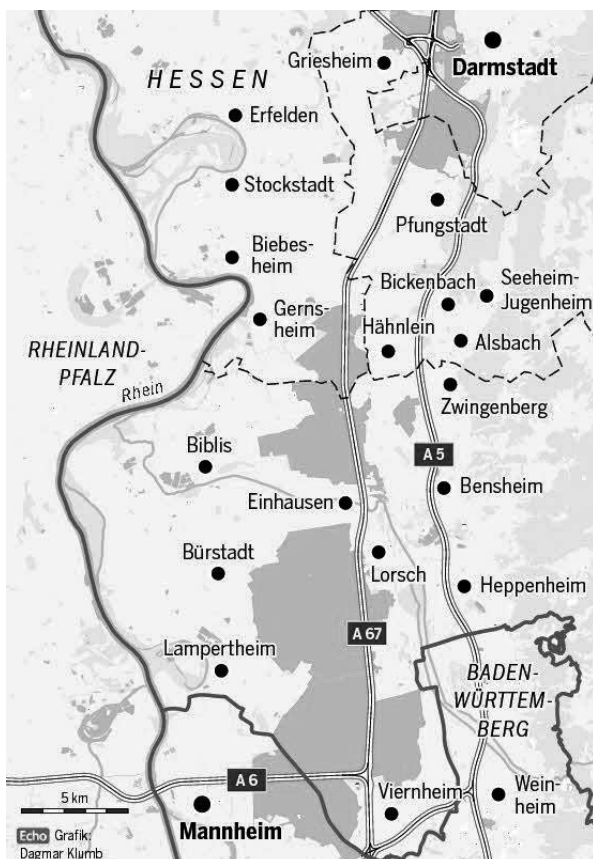 Griesheim
Darmstadt
HESSEN
Erfelden
Stockstadt
Pfungstadt
Biebes-
heim
Bickenbach
Seeheim-
Jugenheim
Gerns-
heim
Hähnlein
Alsbach
RHEINLAND-
PFALZ
Rhein
Zwingenberg
Biblis
A 5
Bensheim
Einhausen
Bürstadt
Lorsch
Heppenheim
A 67
Lampertheim
BADEN-
WÜRTTEM-
BERG
A 6
5 km
Mannheim
Viernheim
Wein-
heim
Echo Grafik:
Dagmar Klumb